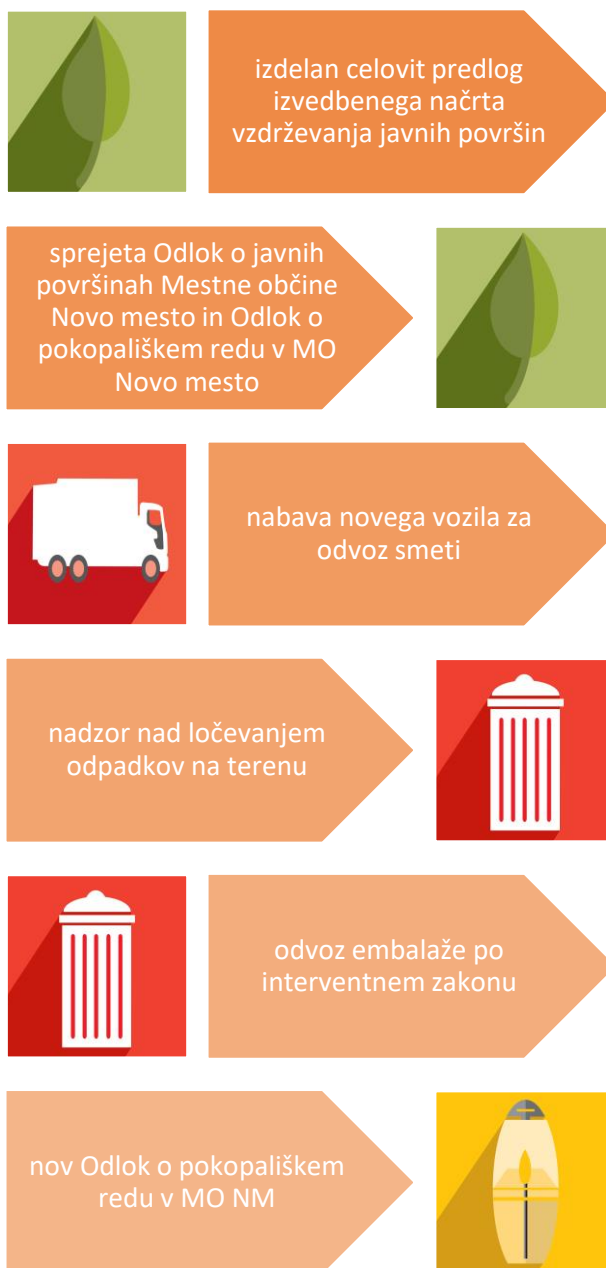 izdelan celovit predlog
izvedbenega načrta
vzdrževanja javnih površin
sprejeta Odlok o javnih
površinah Mestne občine
Novo mesto in Odlok o
pokopališkem redu v MO
Novo mesto
nabava novega vozila za
odvoz smeti
nadzor nad ločevanjem
odpadkov na terenu
odvoz embalaže po
interventnem zakonu
nov Odlok o pokopališkem
redu v MO NM